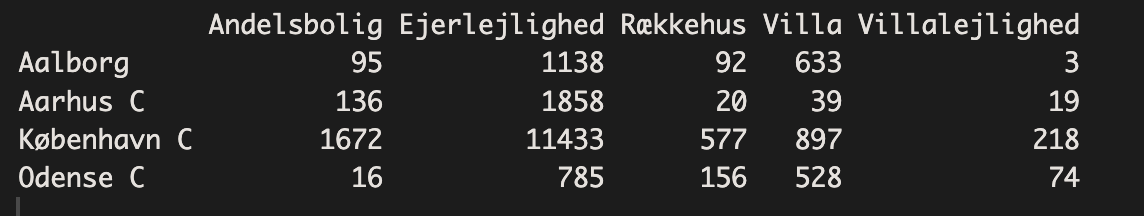 Andelsbolig Ejerlejlighed Rækkehus Villa Villalejlighed
Aalborg 95 1138 92 633 3
Aarhus C 136 1858 20 39 19
København C 1672 11433 577 897 218
Odense C 16 785 156 528 74